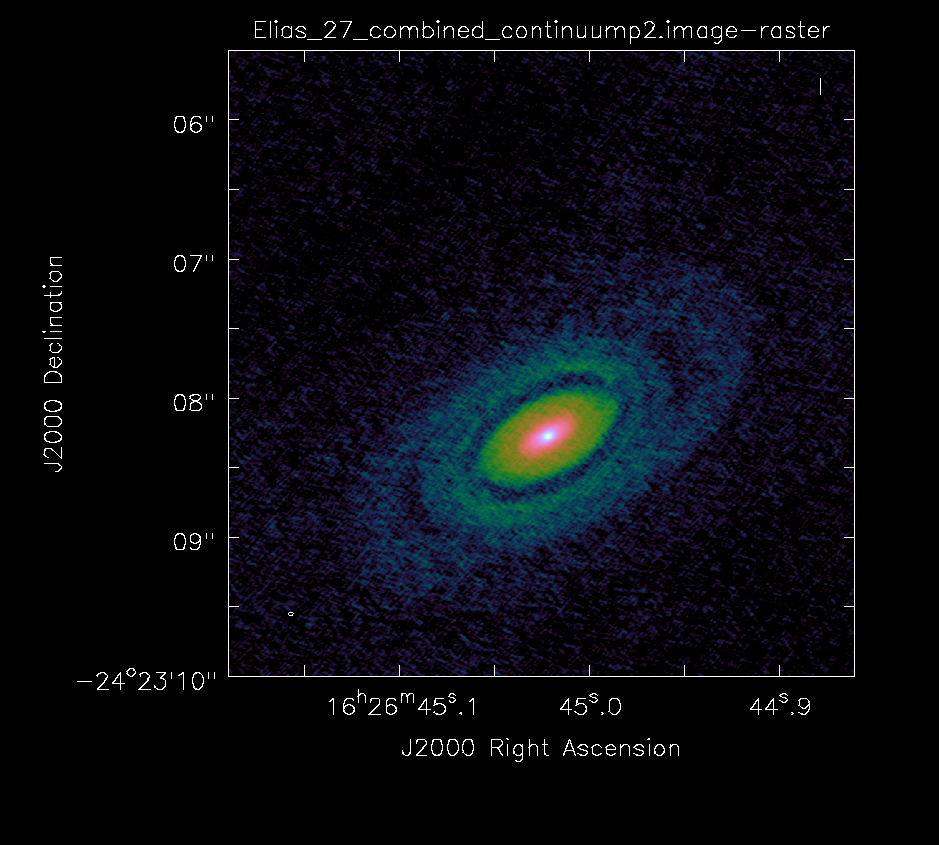 Elias_27_combined_continuump2.image-raster
06"
07"
08"
09"
-24°23'10"
J2000 Declination
16h26m45s.1
45s.0
44s.9
J2000 Right Ascension